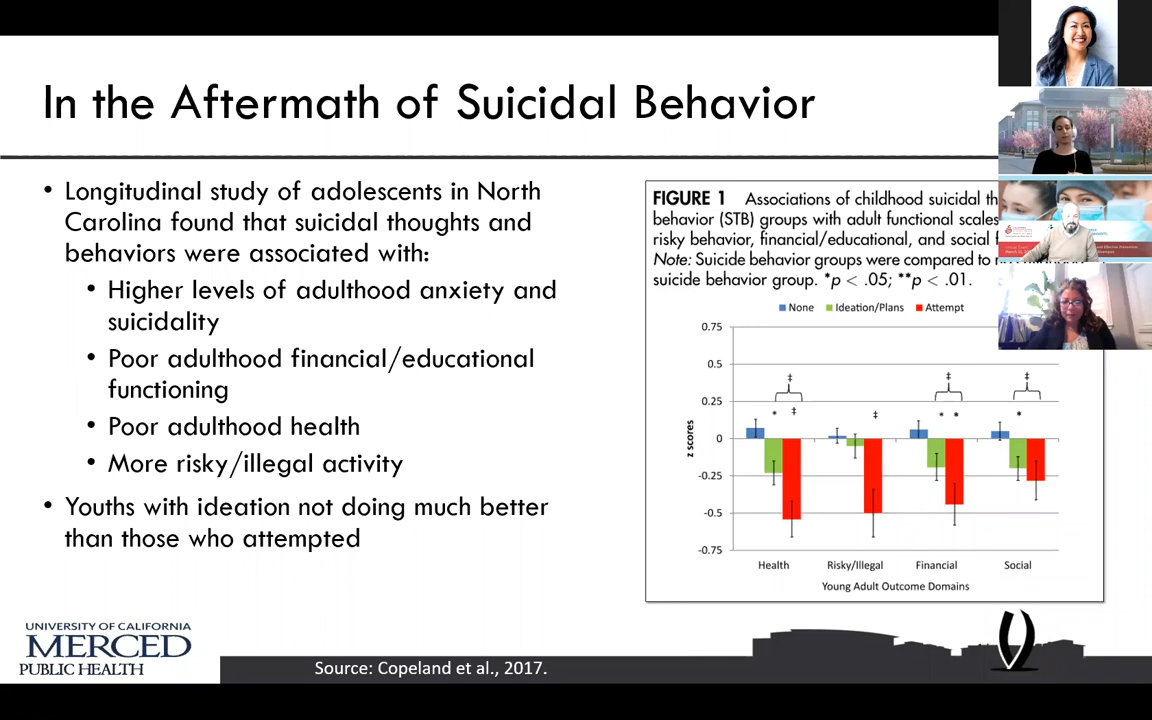 In the Aftermath of Suicidal Behavior
• Longitudinal study of adolescents in North
Carolina found that suicidal thoughts and
behaviors were associated with:
• Higher levels of adulthood anxiety and
suicidality
• Poor adulthood financial/educational
functioning
• Poor adulthood health
• More risky/illegal activity
• Youths with ideation not doing much better
than those who attempted
FIGURE 1 Associations of childhood suicidal th
behavior (STB) groups with adult functional scales
risky behavior, financial/educational, and social
Note: Suicide behavior groups were compared to
suicide behavior group. *p < .05; **p < .01.
None Ideation/Plans Attempt
0.75
0.5
0.25
0
-0.25
-0.5
-0.75
z scores
‡ ‡ ‡
* ‡ ‡ * * *
Health Risky/Illegal Financial Social
Young Adult Outcome Domains
UNIVERSITY OF CALIFORNIA
MERCED
PUBLIC HEALTH
Source: Copeland et al., 2017.